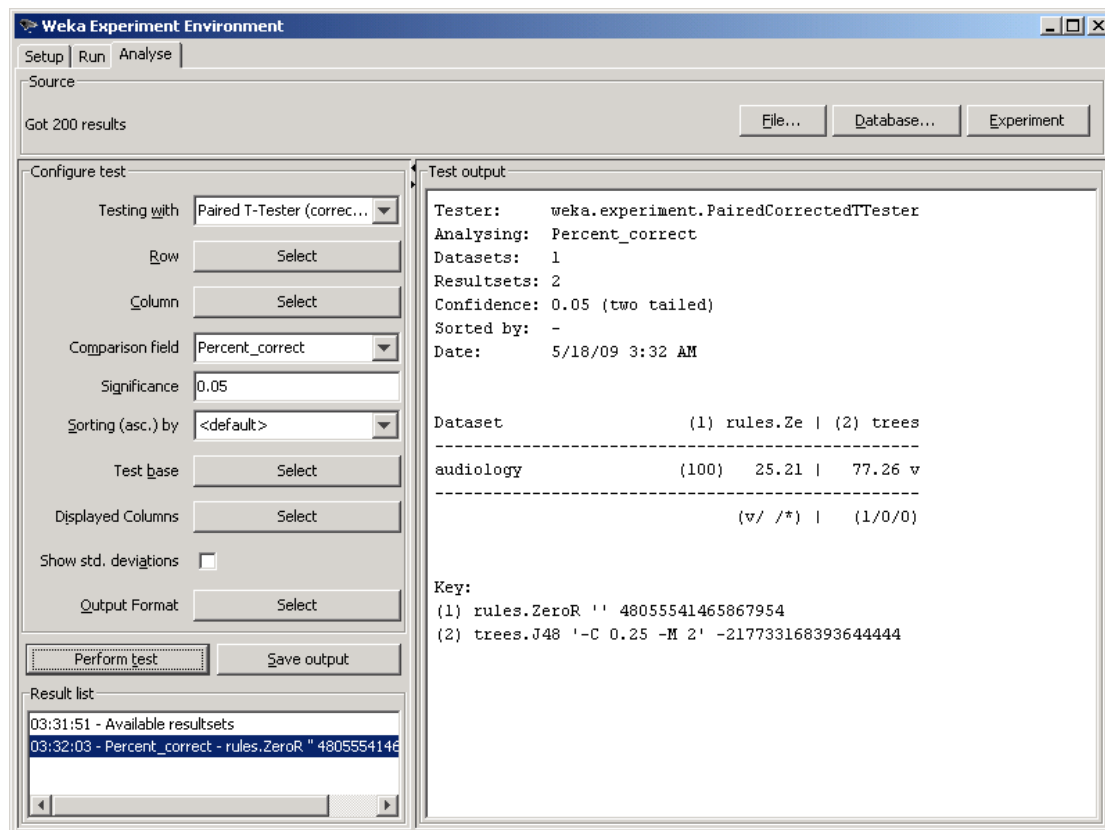 Weka Experiment Environment
Setup Run Analyse
Source
Got 200 results
File... Database... Experiment
Configure test
Testing with Paired T-Tester (correc...
Row Select
Column Select
Comparison field Percent_correct
Significance 0.05
Sorting (asc.) by <default>
Test base Select
Displayed Columns Select
Show std. deviations
Output Format Select
Perform test Save output
Result list
03:31:51 - Available resultsets
03:32:03 - Percent_correct - rules.ZeroR '' 4805554146
Test output
Tester: weka.experiment.PairedCorrectedTTester
Analysing: Percent_correct
Datasets: 1
Resultsets: 2
Confidence: 0.05 (two tailed)
Sorted by: -
Date: 5/18/09 3:32 AM
Dataset (1) rules.Ze | (2) trees
------------------------------------------------
audiology (100) 25.21 | 77.26 v
------------------------------------------------
(v/ /*) | (1/0/0)
Key:
(1) rules.ZeroR '' 48055541465867954
(2) trees.J48 '-C 0.25 -M 2' -217733168393644444